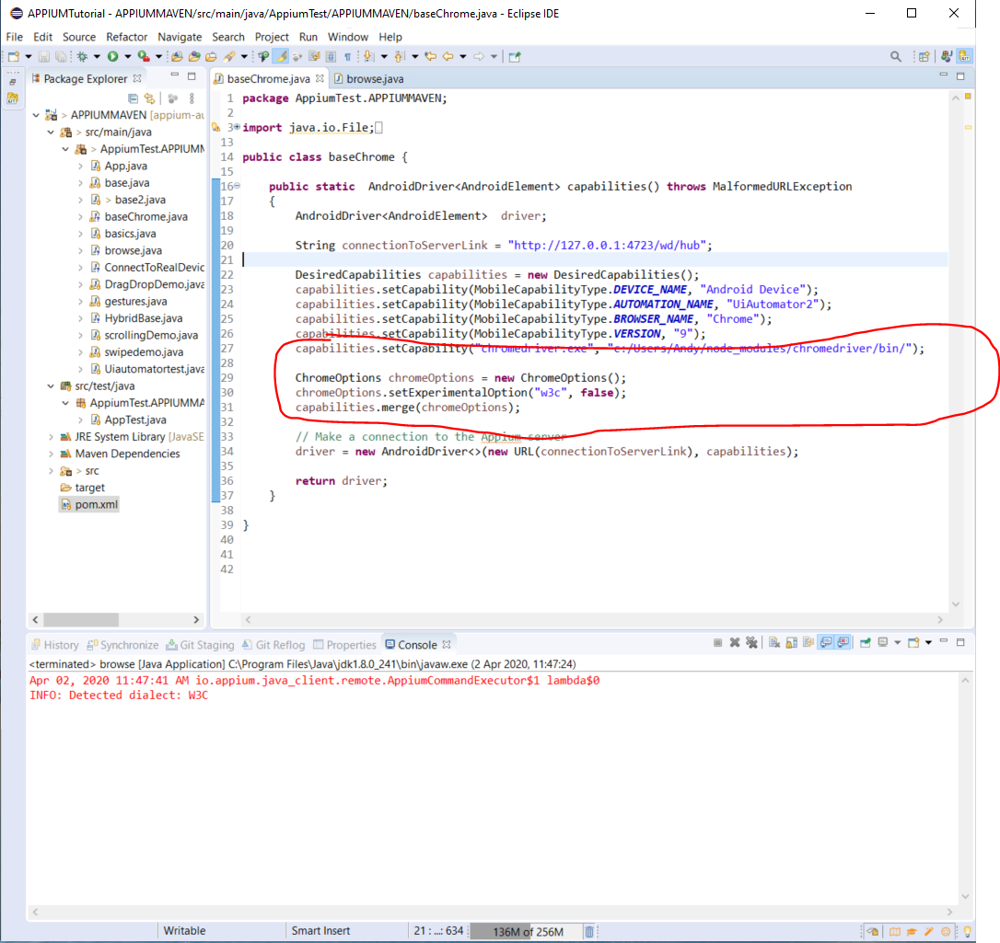 APPIUMTutorial - APPIUMMAVEN/src/main/java/AppiumTest/APPIUMMAVEN/baseChrome.java - Eclipse IDE
File Edit Source Refactor Navigate Search Project Run Window Help
Package Explorer
APPIUMMAVEN [appium-au
> src/main/java
> AppiumTest.APPIUMM
App.java
base.java
> base2.java
baseChrome.java
basics.java
browse.java
ConnectToRealDevic
DragDropDemo.java
gestures.java
HybridBase.java
scrollingDemo.java
swipedemo.java
Uiautomatortest.java
src/test/java
AppiumTest.APPIUMMA
AppTest.java
JRE System Library [JavaSE
Maven Dependencies
> src
target
pom.xml
baseChrome.java browse.java
1 package AppiumTest.APPIUMMAVEN;
2
3 import java.io.File;
13
14 public class baseChrome {
15
16 public static AndroidDriver<AndroidElement> capabilities() throws MalformedURLException
17 {
18 AndroidDriver<AndroidElement> driver;
19
20 String connectionToServerLink = "http://127.0.0.1:4723/wd/hub";
21
22 DesiredCapabilities capabilities = new DesiredCapabilities();
23 capabilities.setCapability(MobileCapabilityType.DEVICE_NAME, "Android Device");
24 capabilities.setCapability(MobileCapabilityType.AUTOMATION_NAME, "UiAutomator2");
25 capabilities.setCapability(MobileCapabilityType.BROWSER_NAME, "Chrome");
26 capabilities.setCapability(MobileCapabilityType.VERSION, "9");
27 capabilities.setCapability("chromedriver.exe", "c:/Users/Andy/node_modules/chromedriver/bin/");
28
29 ChromeOptions chromeOptions = new ChromeOptions();
30 chromeOptions.setExperimentalOption("w3c", false);
31 capabilities.merge(chromeOptions);
32
33 // Make a connection to the Appium server
34 driver = new AndroidDriver<>(new URL(connectionToServerLink), capabilities);
35
36 return driver;
37 }
38
39 }
40
41
42
History Synchronize Git Staging Git Reflog Properties Console
<terminated> browse [Java Application] C:\Program Files\Java\jdk1.8.0_241\bin\javaw.exe (2 Apr 2020, 11:47:24)
Apr 02, 2020 11:47:41 AM io.appium.java_client.remote.AppiumCommandExecutor$1 lambda$0
INFO: Detected dialect: W3C
Writable Smart Insert 21 : ...: 634 136M of 256M